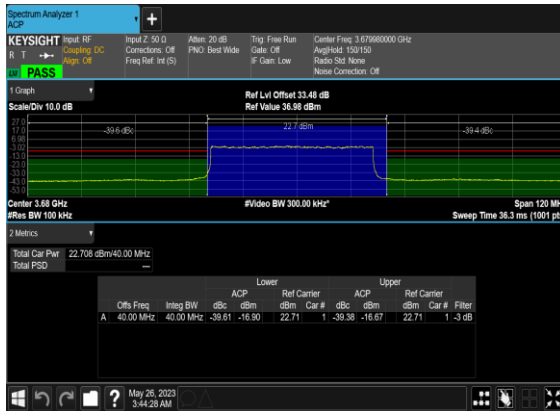 Spectrum Analyzer 1
ACP
KEYSIGHT
R T
PASS
Input: RF
Coupling: DC
Align: Off
Input Z: 50 Ω
Corrections: Off
Freq Ref: Int (S)
Atten: 20 dB
PNO: Best Wide
Trig: Free Run
Gate: Off
IF Gain: Low
Center Freq: 3.679980000 GHz
Avg|Hold: 150/150
Radio Std: None
Noise Correction: Off
1 Graph
Scale/Div 10.0 dB
Ref Lvl Offset 33.48 dB
Ref Value 36.98 dBm
27.0
17.0
6.98
-3.02
-13.0
-23.0
-33.0
-43.0
-53.0
-39.6 dBc
22.7 dBm
-39.4 dBc
Center 3.68 GHz
#Video BW 300.00 kHz*
Span 120 MH
#Res BW 100 kHz
Sweep Time 36.3 ms (1001 pts
2 Metrics
Total Car Pwr 22.708 dBm/40.00 MHz
Total PSD ---
Lower Upper
ACP Ref Carrier ACP Ref Carrier
Offs Freq Integ BW dBc dBm dBm Car # dBc dBm dBm Car # Filter
A 40.00 MHz 40.00 MHz -39.61 -16.90 22.71 1 -39.38 -16.67 22.71 1 -3 dB
?
May 26, 2023
3:44:28 AM